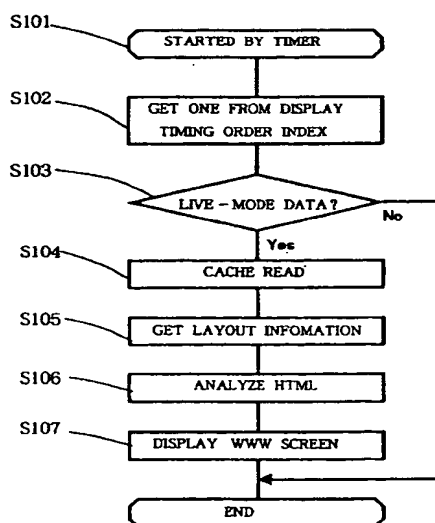 S101
STARTED BY TIMER
S102
GET ONE FROM DISPLAY
TIMING ORDER INDEX
S103
LIVE-MODE DATA?
No
Yes
S104
CACHE READ
S105
GET LAYOUT INFOMATION
S106
ANALYZE HTML
S107
DISPLAY WWW SCREEN
END